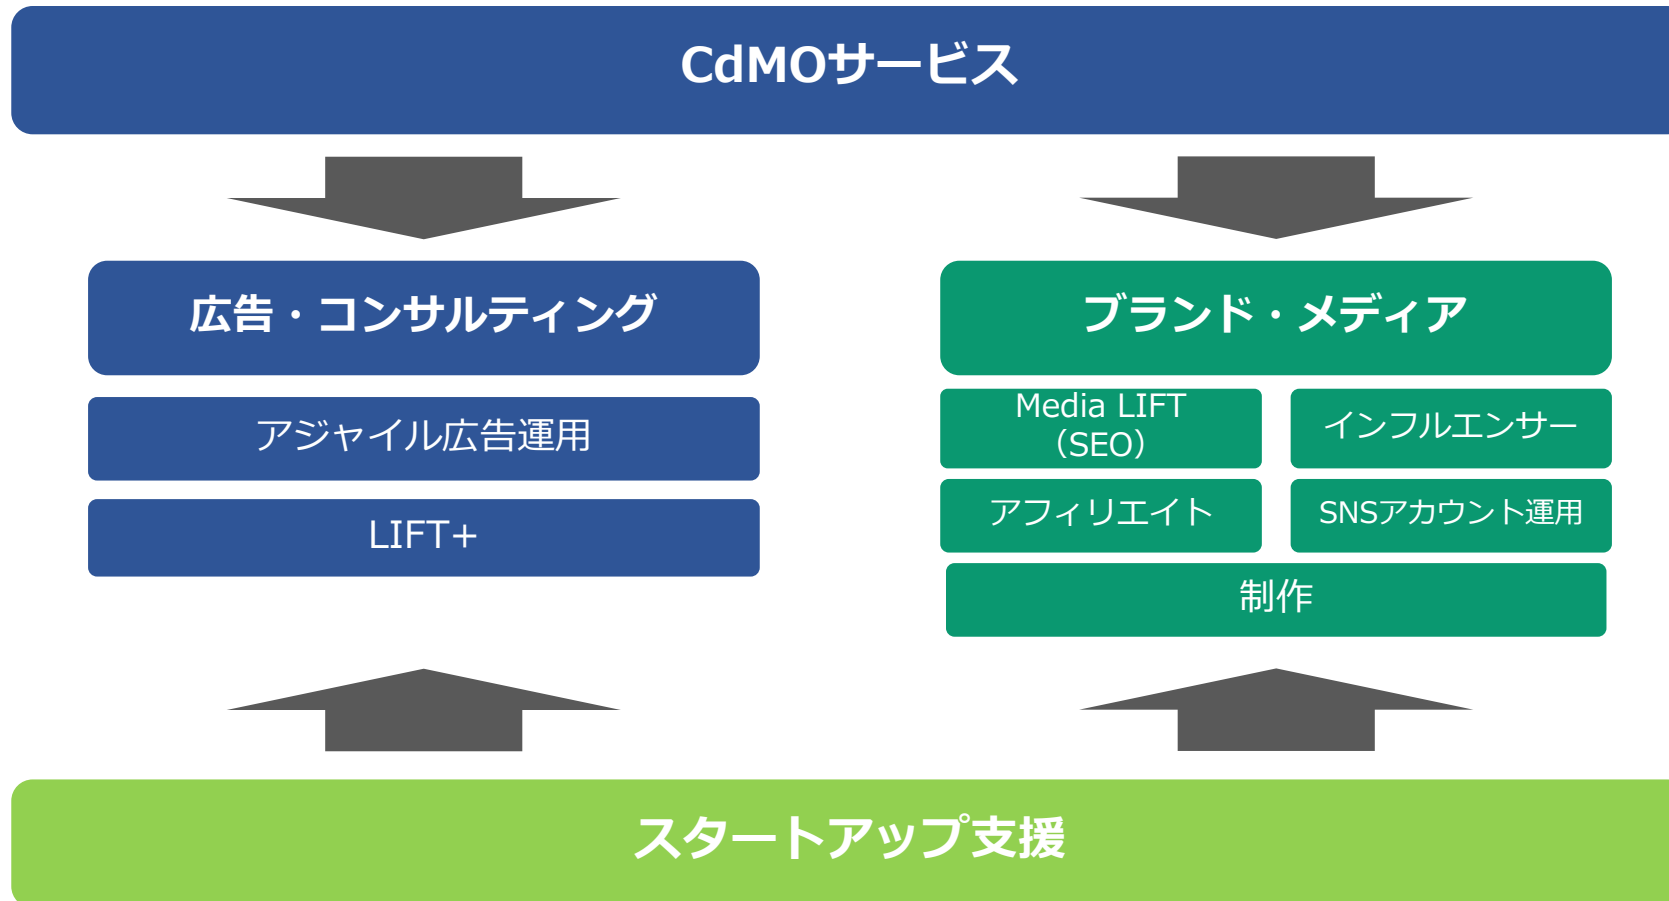 CdMOサービス
広告・コンサルティング
アジャイル広告運用
LIFT+
ブランド・メディア
Media LIFT
（SEO）
インフルエンサー
アフィリエイト
SNSアカウント運用
制作
スタートアップ支援